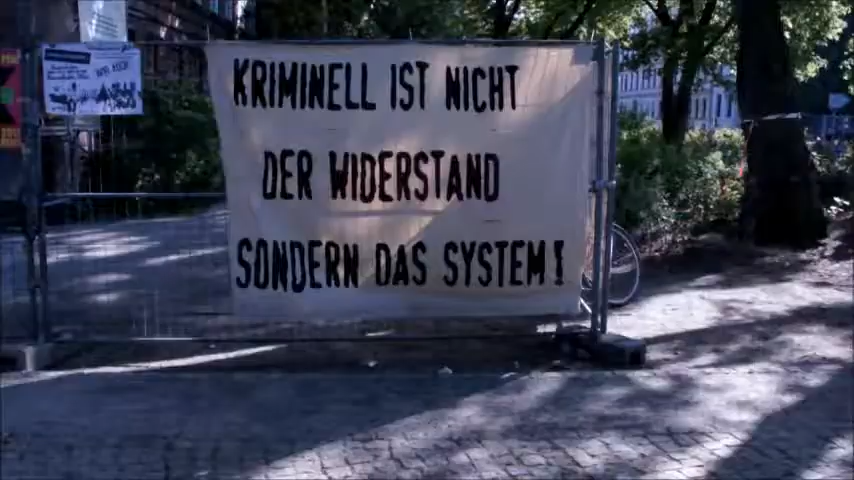 KRIMINELL IST NICHT
DER WIDERSTAND
SONDERN DAS SYSTEM!